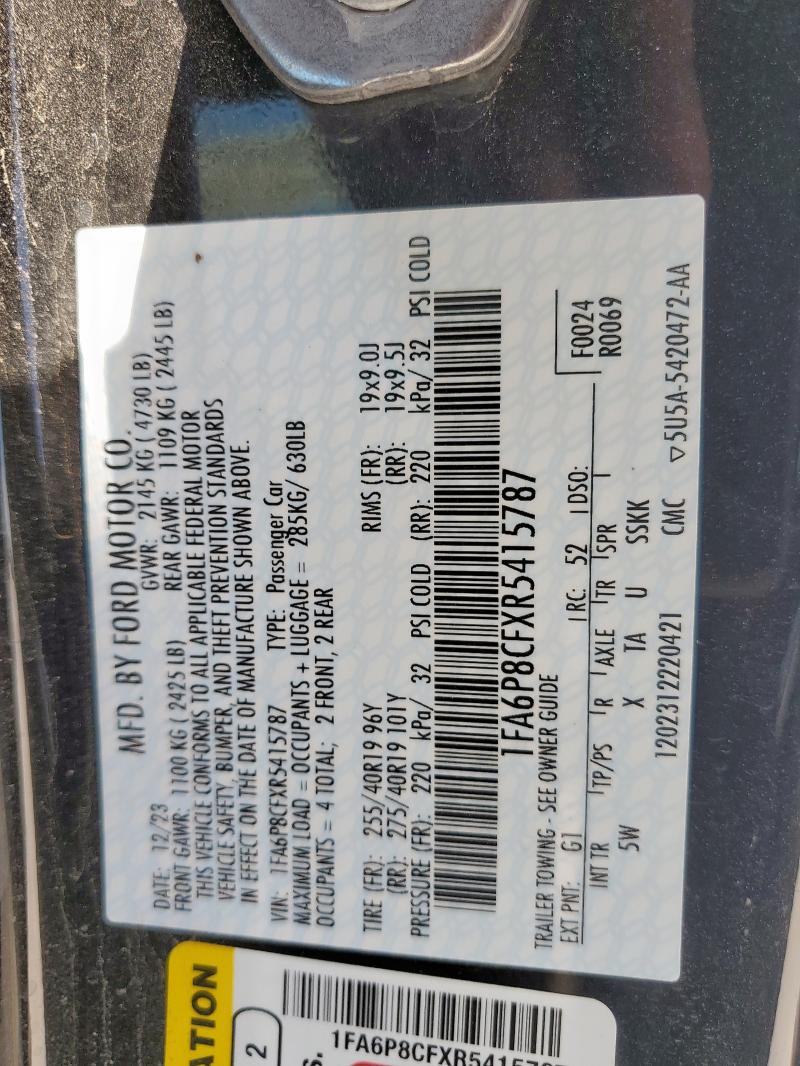 MFD. BY FORD MOTOR CO.
DATE: 12/23 GVWR: 2145 KG ( 4730 LB)
FRONT GAWR: 1100 KG ( 2425 LB) REAR GAWR: 1109 KG ( 2445 LB)
THIS VEHICLE CONFORMS TO ALL APPLICABLE FEDERAL MOTOR
VEHICLE SAFETY, BUMPER, AND THEFT PREVENTION STANDARDS
IN EFFECT ON THE DATE OF MANUFACTURE SHOWN ABOVE.
VIN: 1FA6P8CFXR5415787 TYPE: Passenger Car
MAXIMUM LOAD = OCCUPANTS + LUGGAGE = 285KG/ 630LB
OCCUPANTS = 4 TOTAL; 2 FRONT, 2 REAR
TIRE (FR): 255/40R19 96Y RIMS (FR): 19x9.0J
(RR): 275/40R19 101Y (RR): 19x9.5J
PRESSURE (FR): 220 kPa/ 32 PSI COLD (RR): 220 kPa/ 32 PSI COLD
1FA6P8CFXR5415787
TRAILER TOWING - SEE OWNER GUIDE
EXT PNT: G1 RC: 52 DSO: F0024
R0069
INT TR TP/PS R AXLE TR SPR
5W X TA U SSKK
1202312220421 CMC ▽5U5A-5420472-AA
ATION
2
S.
1FA6P8CFXR5415787